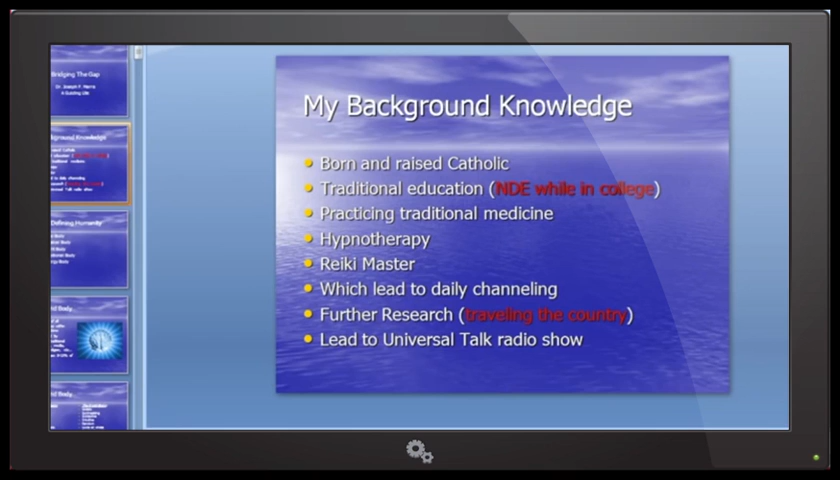 Bridging The Gap
My Background Knowledge
Born and raised Catholic
Traditional education (NDE while in college)
Practicing traditional medicine
Hypnotherapy
Reiki Master
Which lead to daily channeling
Further Research (traveling the country)
Lead to Universal Talk radio show
Defining Humanity